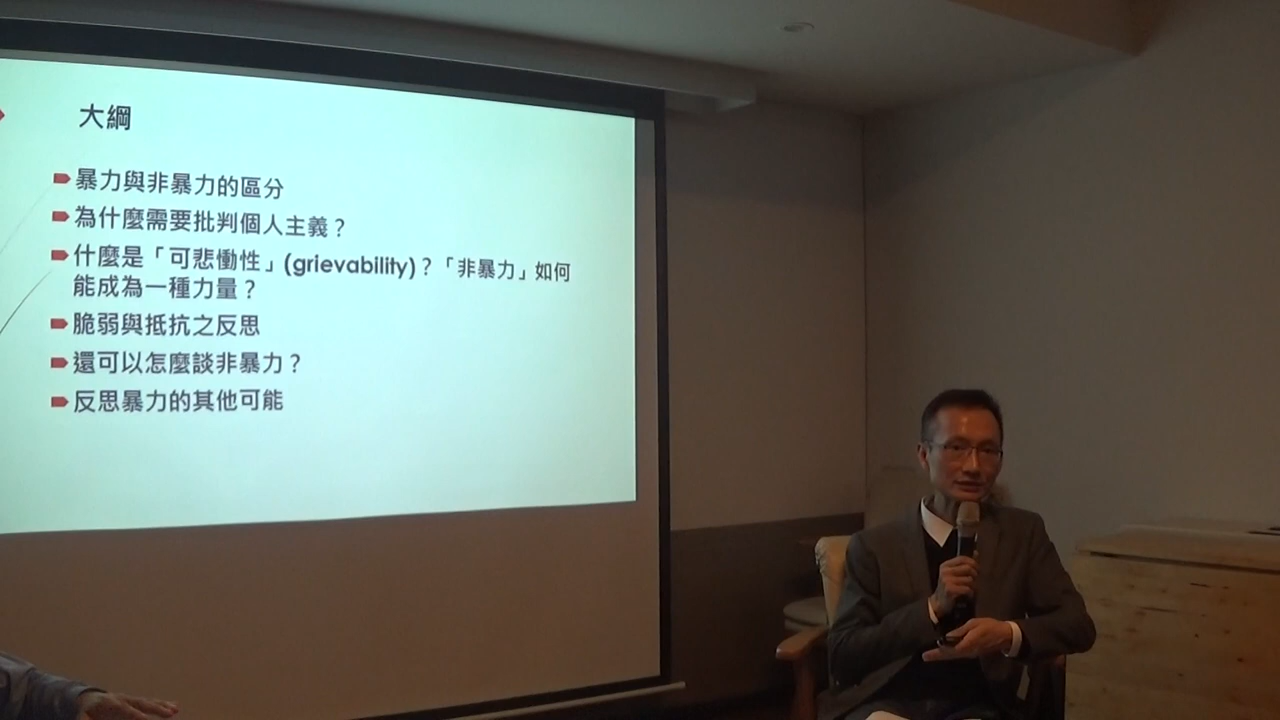 大綱
暴力與非暴力的區分
為什麼需要批判個人主義？
什麼是「可悲慟性」(grievability)？「非暴力」如何
能成為一種力量？
脆弱與抵抗之反思
還可以怎麼談非暴力？
反思暴力的其他可能